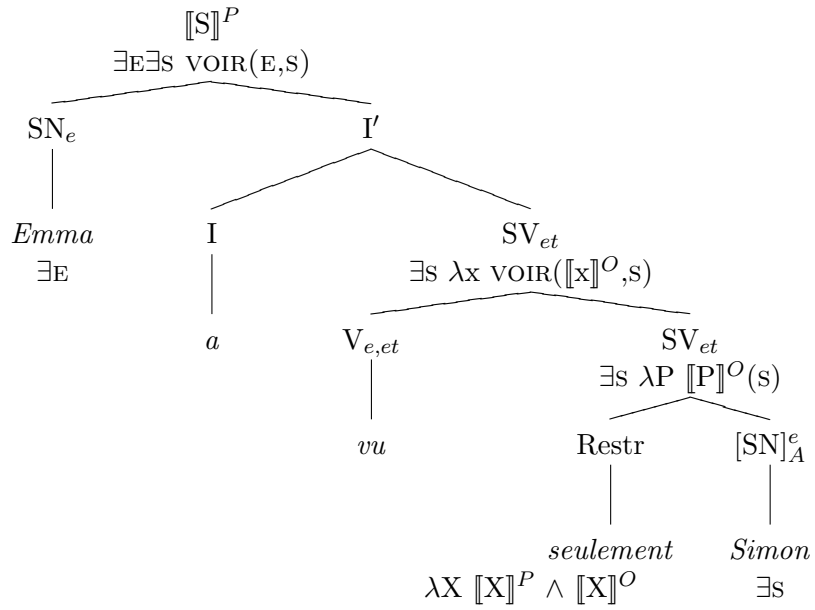 ⟦S⟧^P
∃E∃S VOIR(E,S)
SN_e I′
Emma I SV_et
∃E ∃S λx VOIR(⟦x⟧^O,S)
a V_e,et SV_et
∃S λP ⟦P⟧^O(S)
vu Restr [SN]^e_A
seulement Simon
λX ⟦X⟧^P ∧ ⟦X⟧^O ∃S